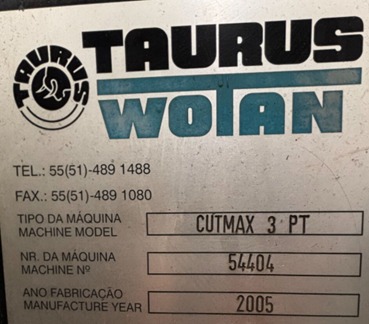 TAURUS
TAURUS
WOTAN
TEL.: 55(51)-489 1488
FAX.: 55(51)-489 1080
TIPO DA MÁQUINA
MACHINE MODEL
CUTMAX 3 PT
NR. DA MÁQUINA
MACHINE Nº
54404
ANO FABRICAÇÃO
MANUFACTURE YEAR
2005